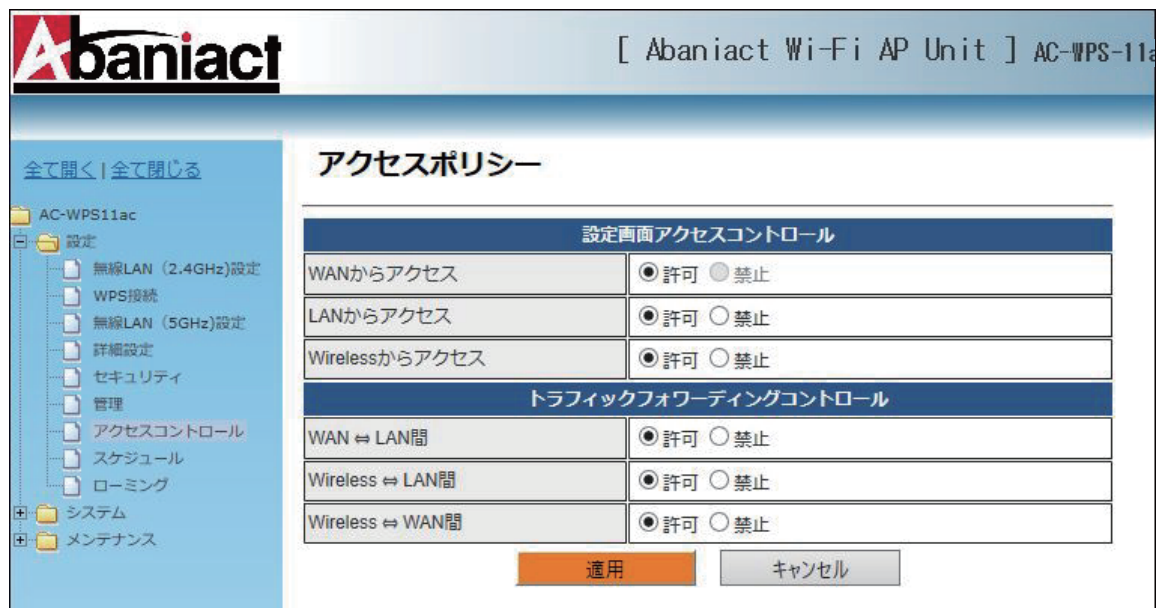 Abaniact
[ Abaniact Wi-Fi AP Unit ] AC-WPS-11a
全て開く | 全て閉じる
AC-WPS11ac
設定
無線LAN（2.4GHz)設定
WPS接続
無線LAN（5GHz)設定
詳細設定
セキュリティ
管理
アクセスコントロール
スケジュール
ローミング
システム
メンテナンス
アクセスポリシー
設定画面アクセスコントロール
WANからアクセス 許可 禁止
LANからアクセス 許可 禁止
Wirelessからアクセス 許可 禁止
トラフィックフォワーディングコントロール
WAN ⇔ LAN間 許可 禁止
Wireless ⇔ LAN間 許可 禁止
Wireless ⇔ WAN間 許可 禁止
適用 キャンセル